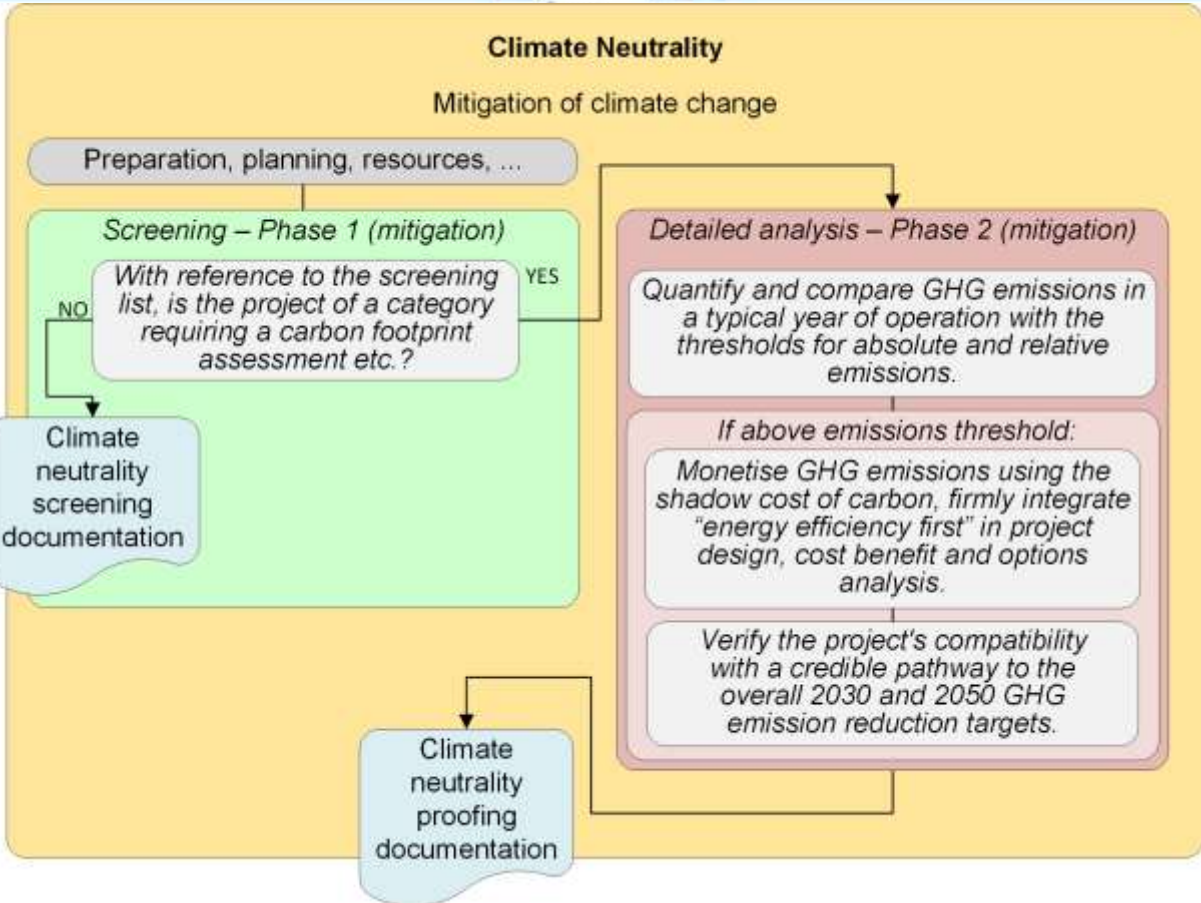 Climate Neutrality
Mitigation of climate change
Preparation, planning, resources, ...
Screening – Phase 1 (mitigation)
With reference to the screening
list, is the project of a category
requiring a carbon footprint
assessment etc.?
YES
NO
Climate
neutrality
screening
documentation
Detailed analysis – Phase 2 (mitigation)
Quantify and compare GHG emissions in
a typical year of operation with the
thresholds for absolute and relative
emissions.
If above emissions threshold:
Monetise GHG emissions using the
shadow cost of carbon, firmly integrate
“energy efficiency first” in project
design, cost benefit and options
analysis.
Verify the project's compatibility
with a credible pathway to the
overall 2030 and 2050 GHG
emission reduction targets.
Climate
neutrality
proofing
documentation